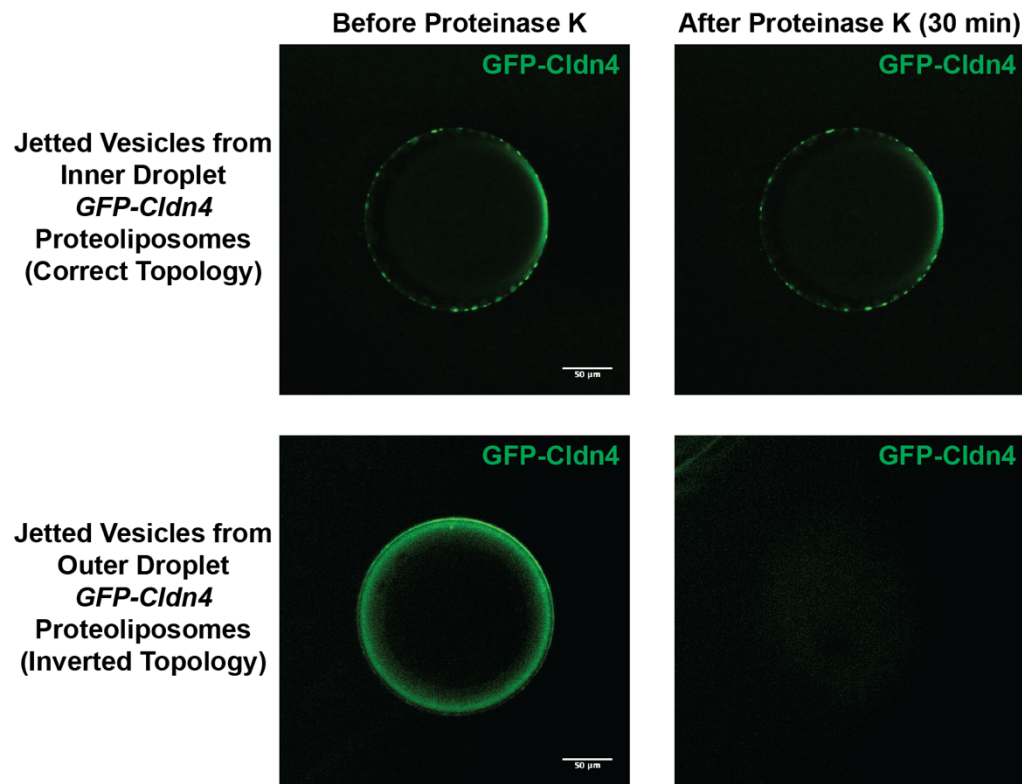 Before Proteinase K
After Proteinase K (30 min)
GFP-Cldn4
GFP-Cldn4
Jetted Vesicles from
Inner Droplet
GFP-Cldn4
Proteoliposomes
(Correct Topology)
50 μm
GFP-Cldn4
GFP-Cldn4
Jetted Vesicles from
Outer Droplet
GFP-Cldn4
Proteoliposomes
(Inverted Topology)
50 μm